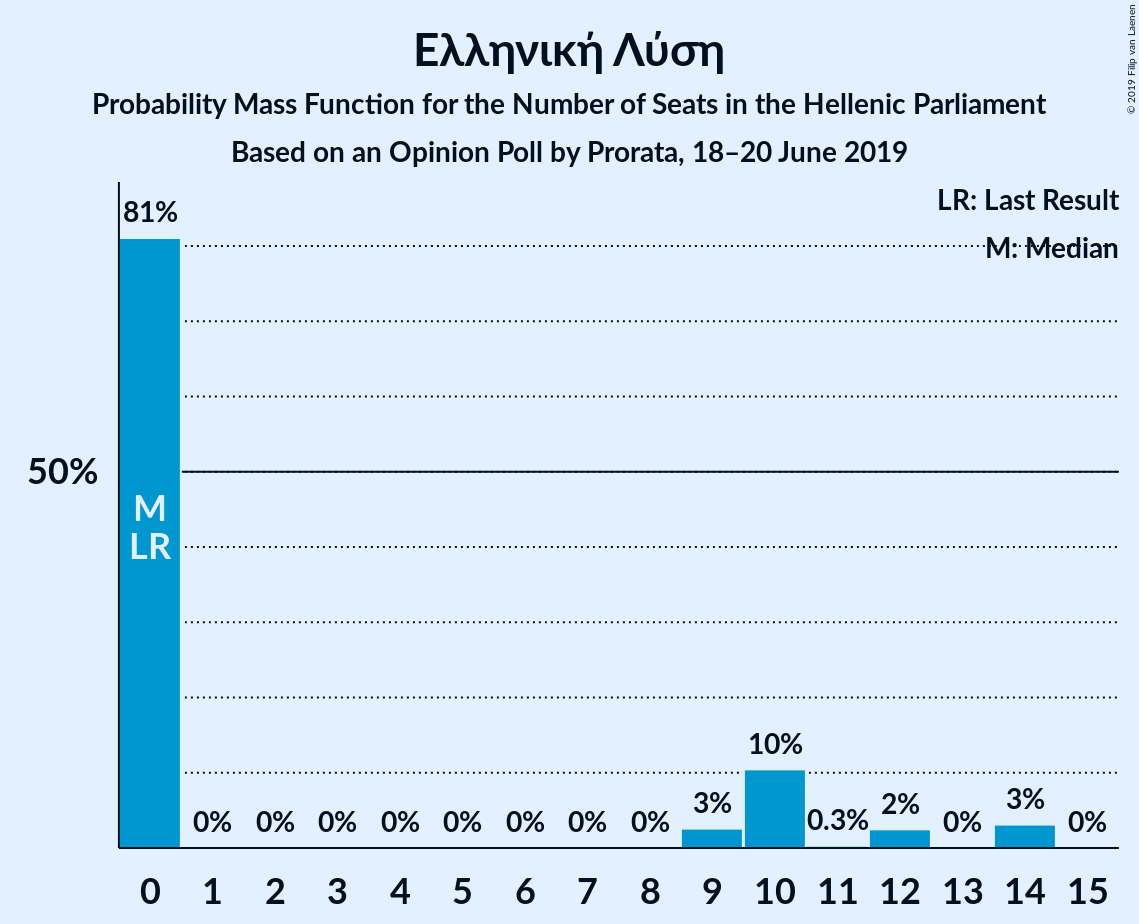 Ελληνική Λύση
Probability Mass Function for the Number of Seats in the Hellenic Parliament
Based on an Opinion Poll by Prorata, 18–20 June 2019
© 2019 Filip van Laenen
LR: Last Result
M: Median
81%
50%
M
LR
0% 0% 0% 0% 0% 0% 0% 0% 3% 10% 0.3% 2% 0% 3% 0%
0 1 2 3 4 5 6 7 8 9 10 11 12 13 14 15